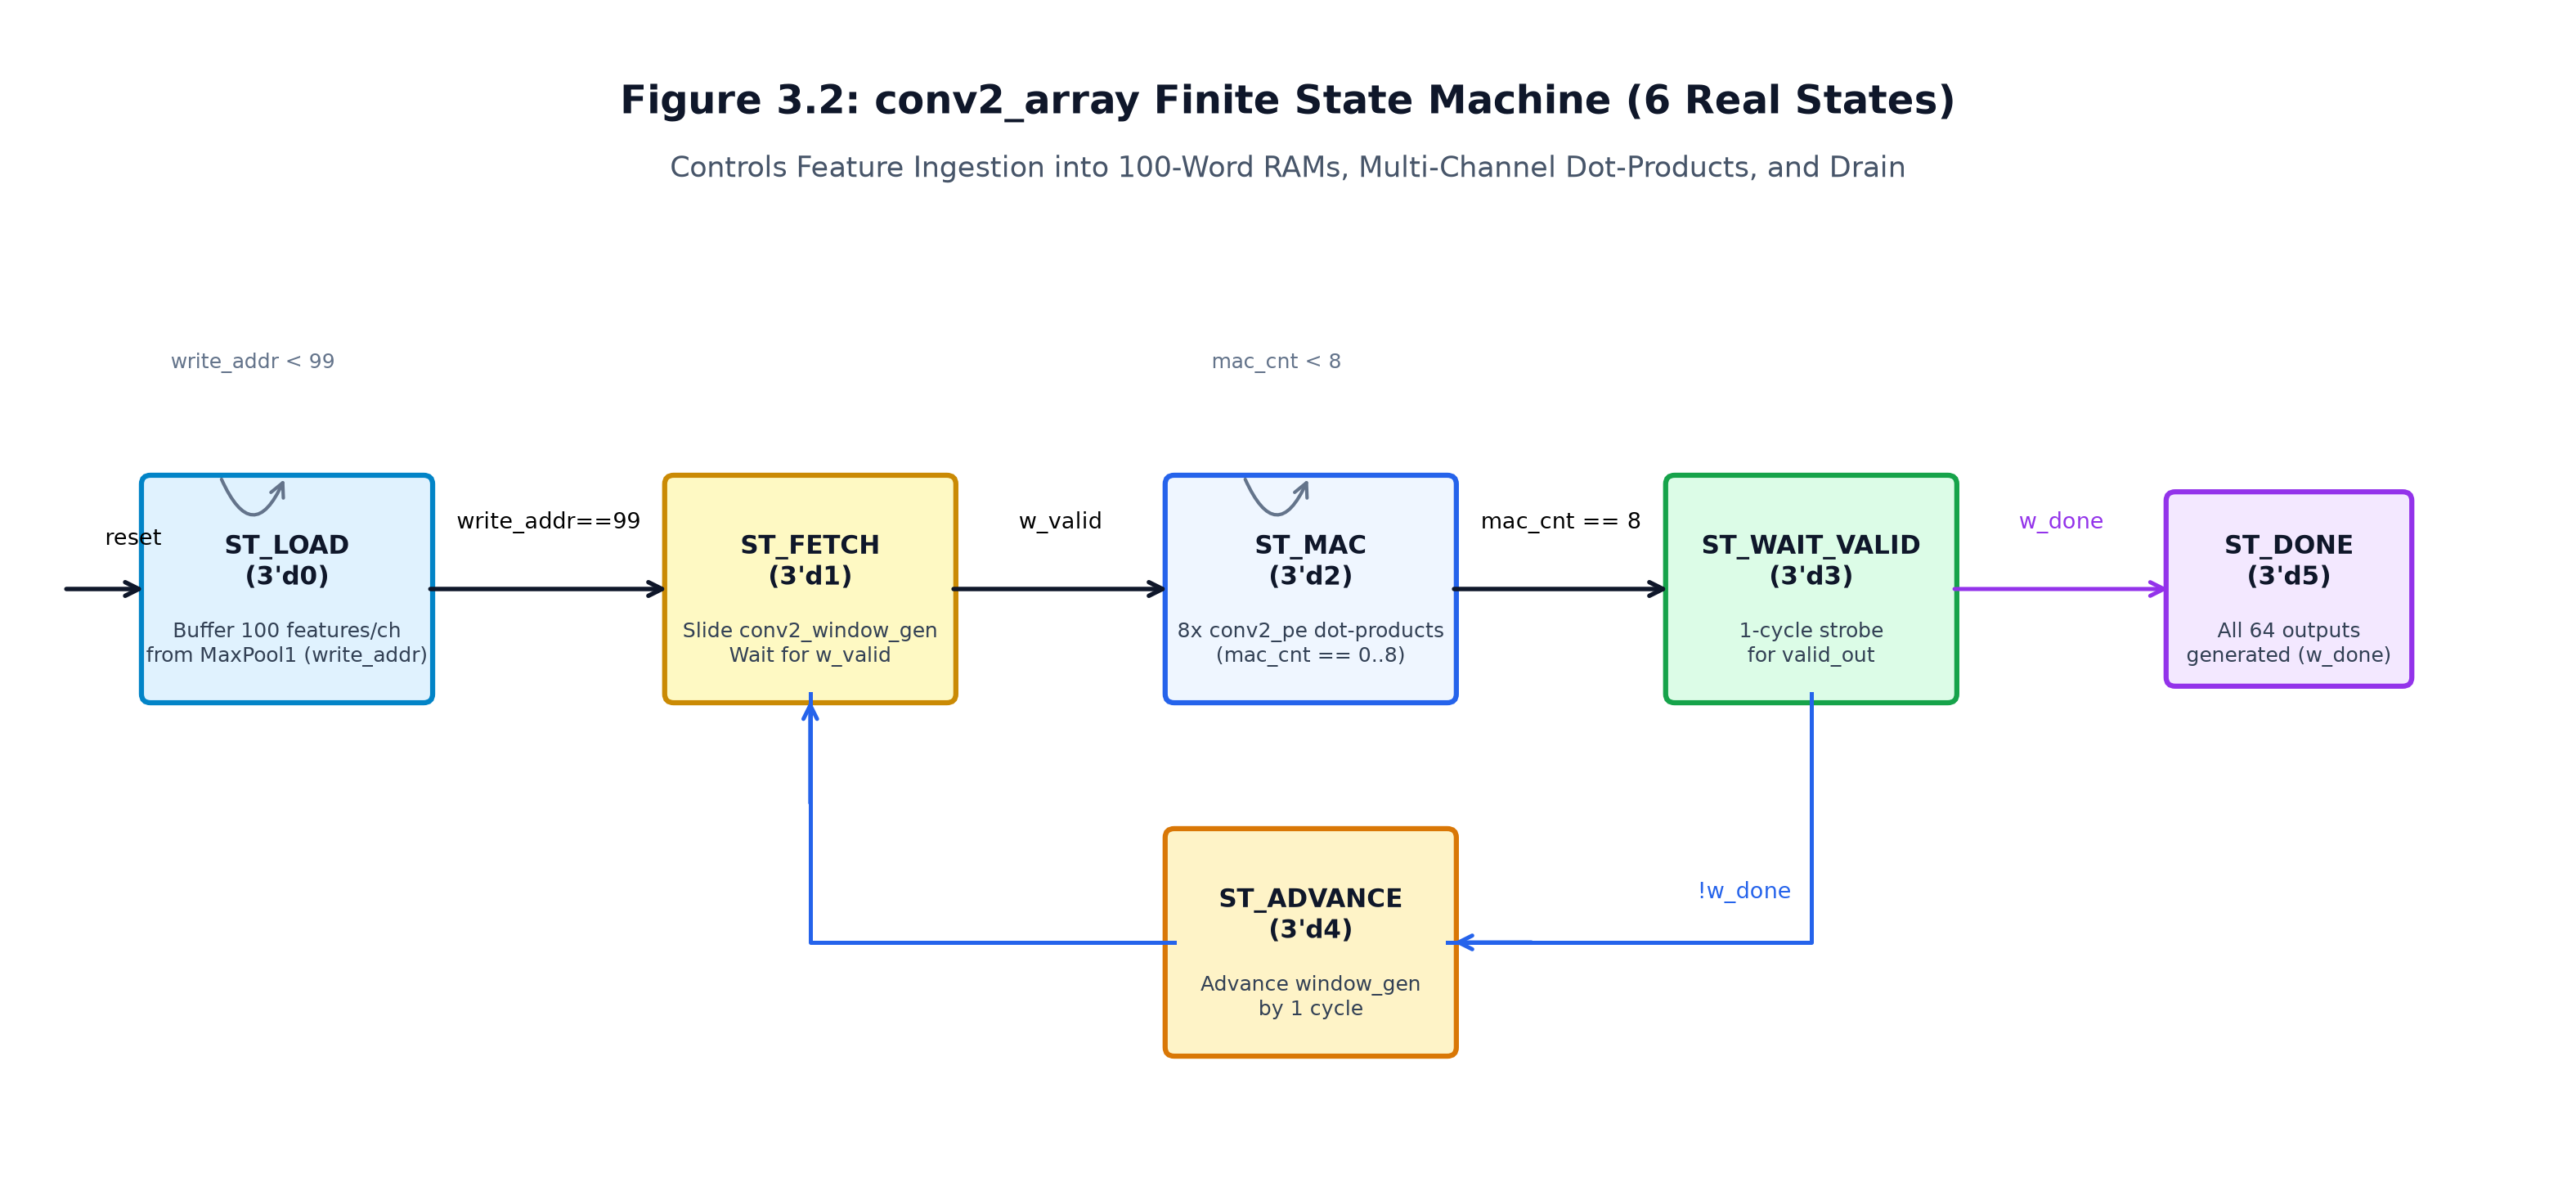 Figure 3.2: conv2_array Finite State Machine (6 Real States)
Controls Feature Ingestion into 100-Word RAMs, Multi-Channel Dot-Products, and Drain
write_addr < 99
mac_cnt < 8
reset
ST_LOAD
(3'd0)
Buffer 100 features/ch
from MaxPool1 (write_addr)
write_addr==99
ST_FETCH
(3'd1)
Slide conv2_window_gen
Wait for w_valid
w_valid
ST_MAC
(3'd2)
8x conv2_pe dot-products
(mac_cnt == 0..8)
mac_cnt == 8
ST_WAIT_VALID
(3'd3)
1-cycle strobe
for valid_out
w_done
ST_DONE
(3'd5)
All 64 outputs
generated (w_done)
!w_done
ST_ADVANCE
(3'd4)
Advance window_gen
by 1 cycle